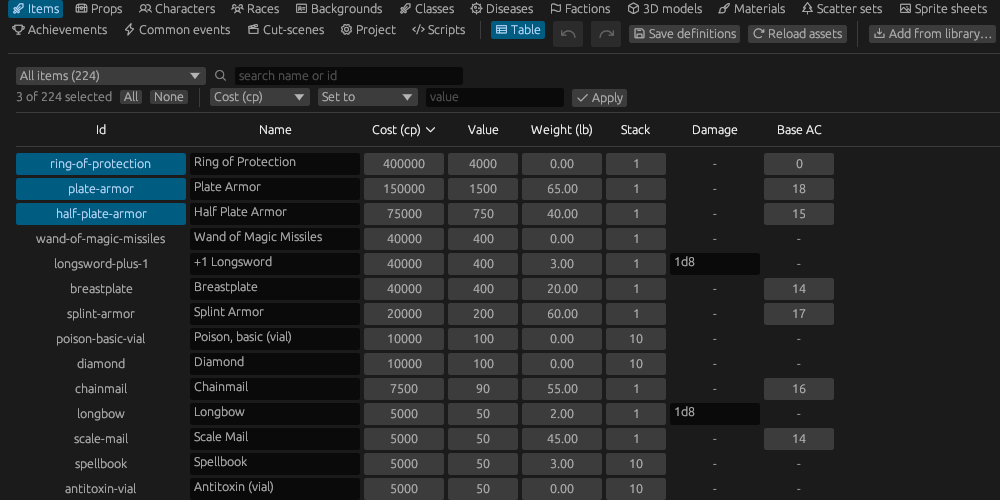 Items Props Characters Races Backgrounds Classes Diseases Factions 3D models Materials Scatter sets Sprite sheets
Achievements Common events Cut-scenes Project Scripts Table Save definitions Reload assets Add from library...
All items (224) search name or id
3 of 224 selected All None Cost (cp) Set to value Apply
Id Name Cost (cp) Value Weight (lb) Stack Damage Base AC
ring-of-protection Ring of Protection 400000 4000 0.00 1 - 0
plate-armor Plate Armor 150000 1500 65.00 1 - 18
half-plate-armor Half Plate Armor 75000 750 40.00 1 - 15
wand-of-magic-missiles Wand of Magic Missiles 40000 400 0.00 1 - -
longsword-plus-1 +1 Longsword 40000 400 3.00 1 1d8 -
breastplate Breastplate 40000 400 20.00 1 - 14
splint-armor Splint Armor 20000 200 60.00 1 - 17
poison-basic-vial Poison, basic (vial) 10000 100 0.00 10 - -
diamond Diamond 10000 100 0.00 10 - -
chainmail Chainmail 7500 90 55.00 1 - 16
longbow Longbow 5000 50 2.00 1 1d8 -
scale-mail Scale Mail 5000 50 45.00 1 - 14
spellbook Spellbook 5000 50 3.00 10 - -
antitoxin-vial Antitoxin (vial) 5000 50 0.00 10 - -